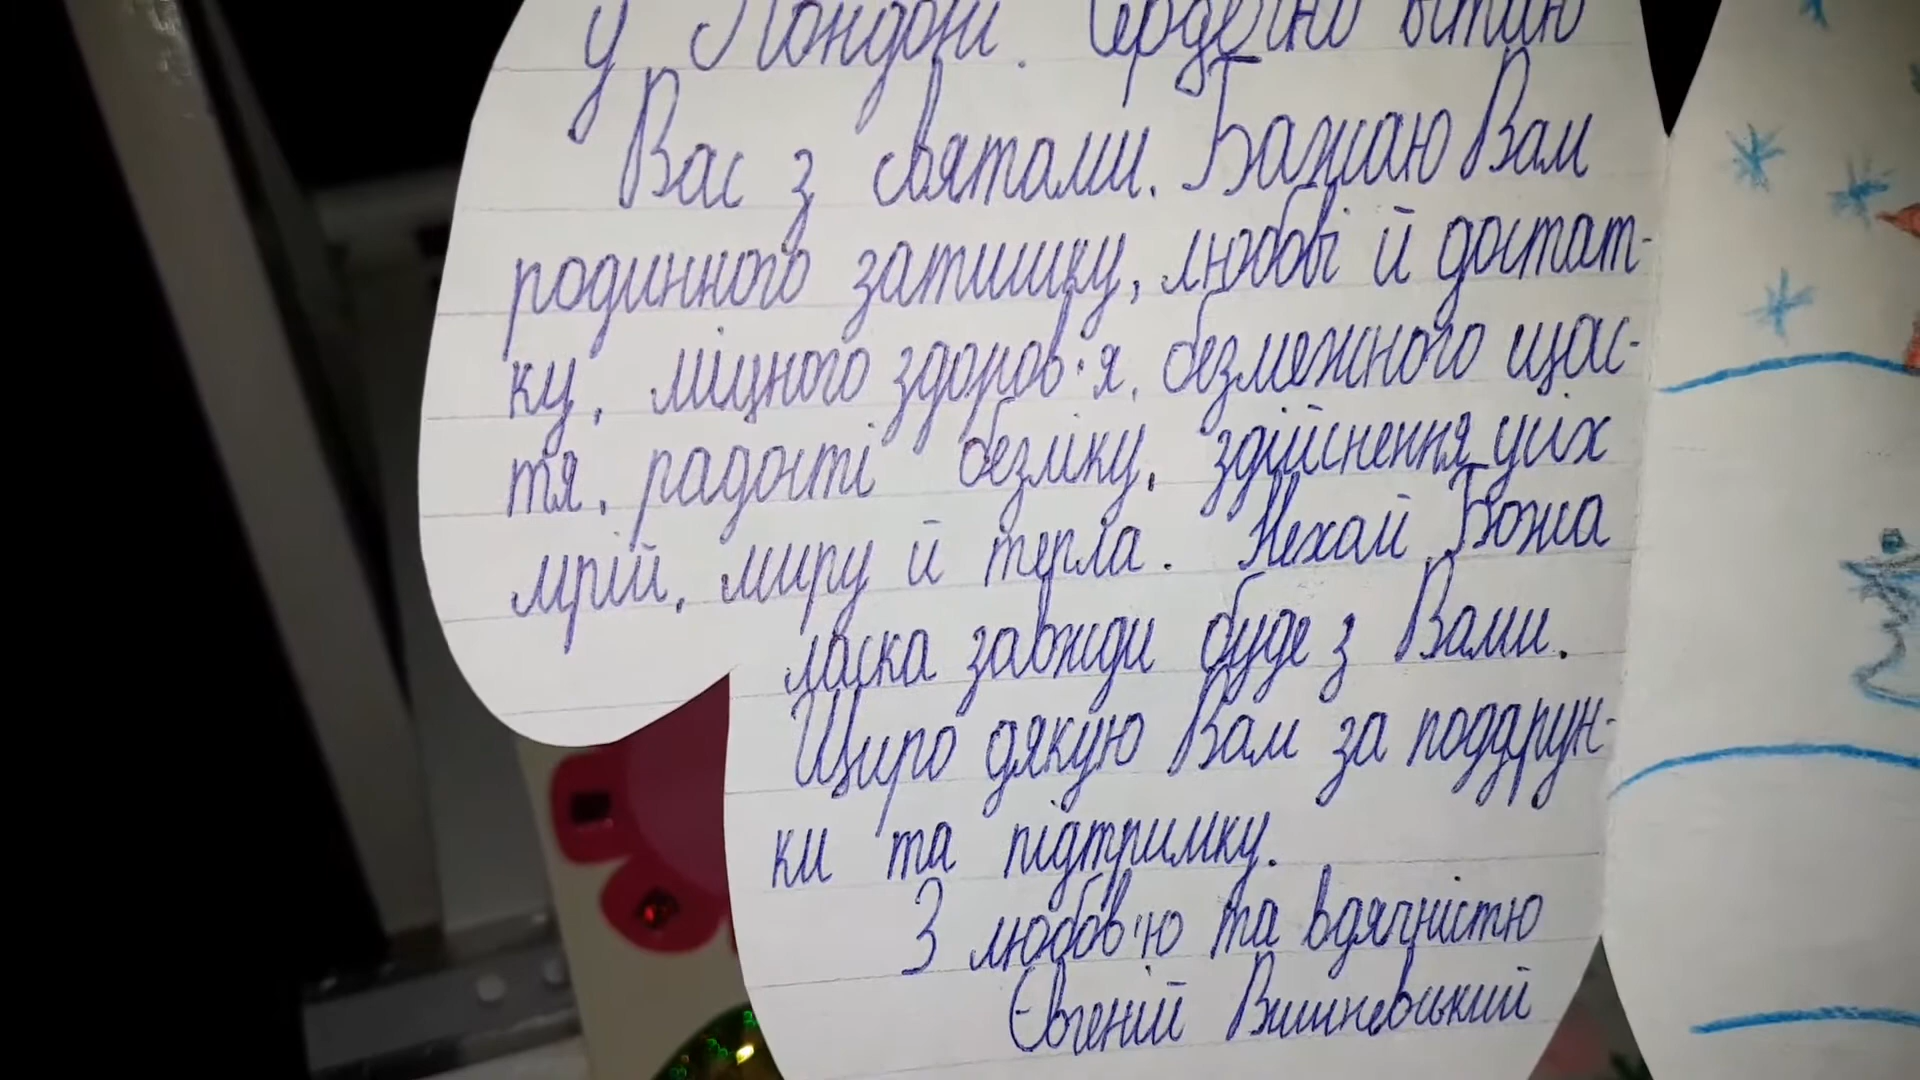 у Лондоні. Сердечно вітаю
Вас з святами. Бажаю Вам
родинного затишку, любові й достат-
ку, міцного здоров'я, безмежного щас-
тя, радості безліку, здійснення усіх
мрій, миру й тепла. Нехай Божа
ласка завжди буде з Вами.
Щиро дякую Вам за подарун-
ки та підтримку.
З любов'ю та вдячністю
Євгеній Вишневський